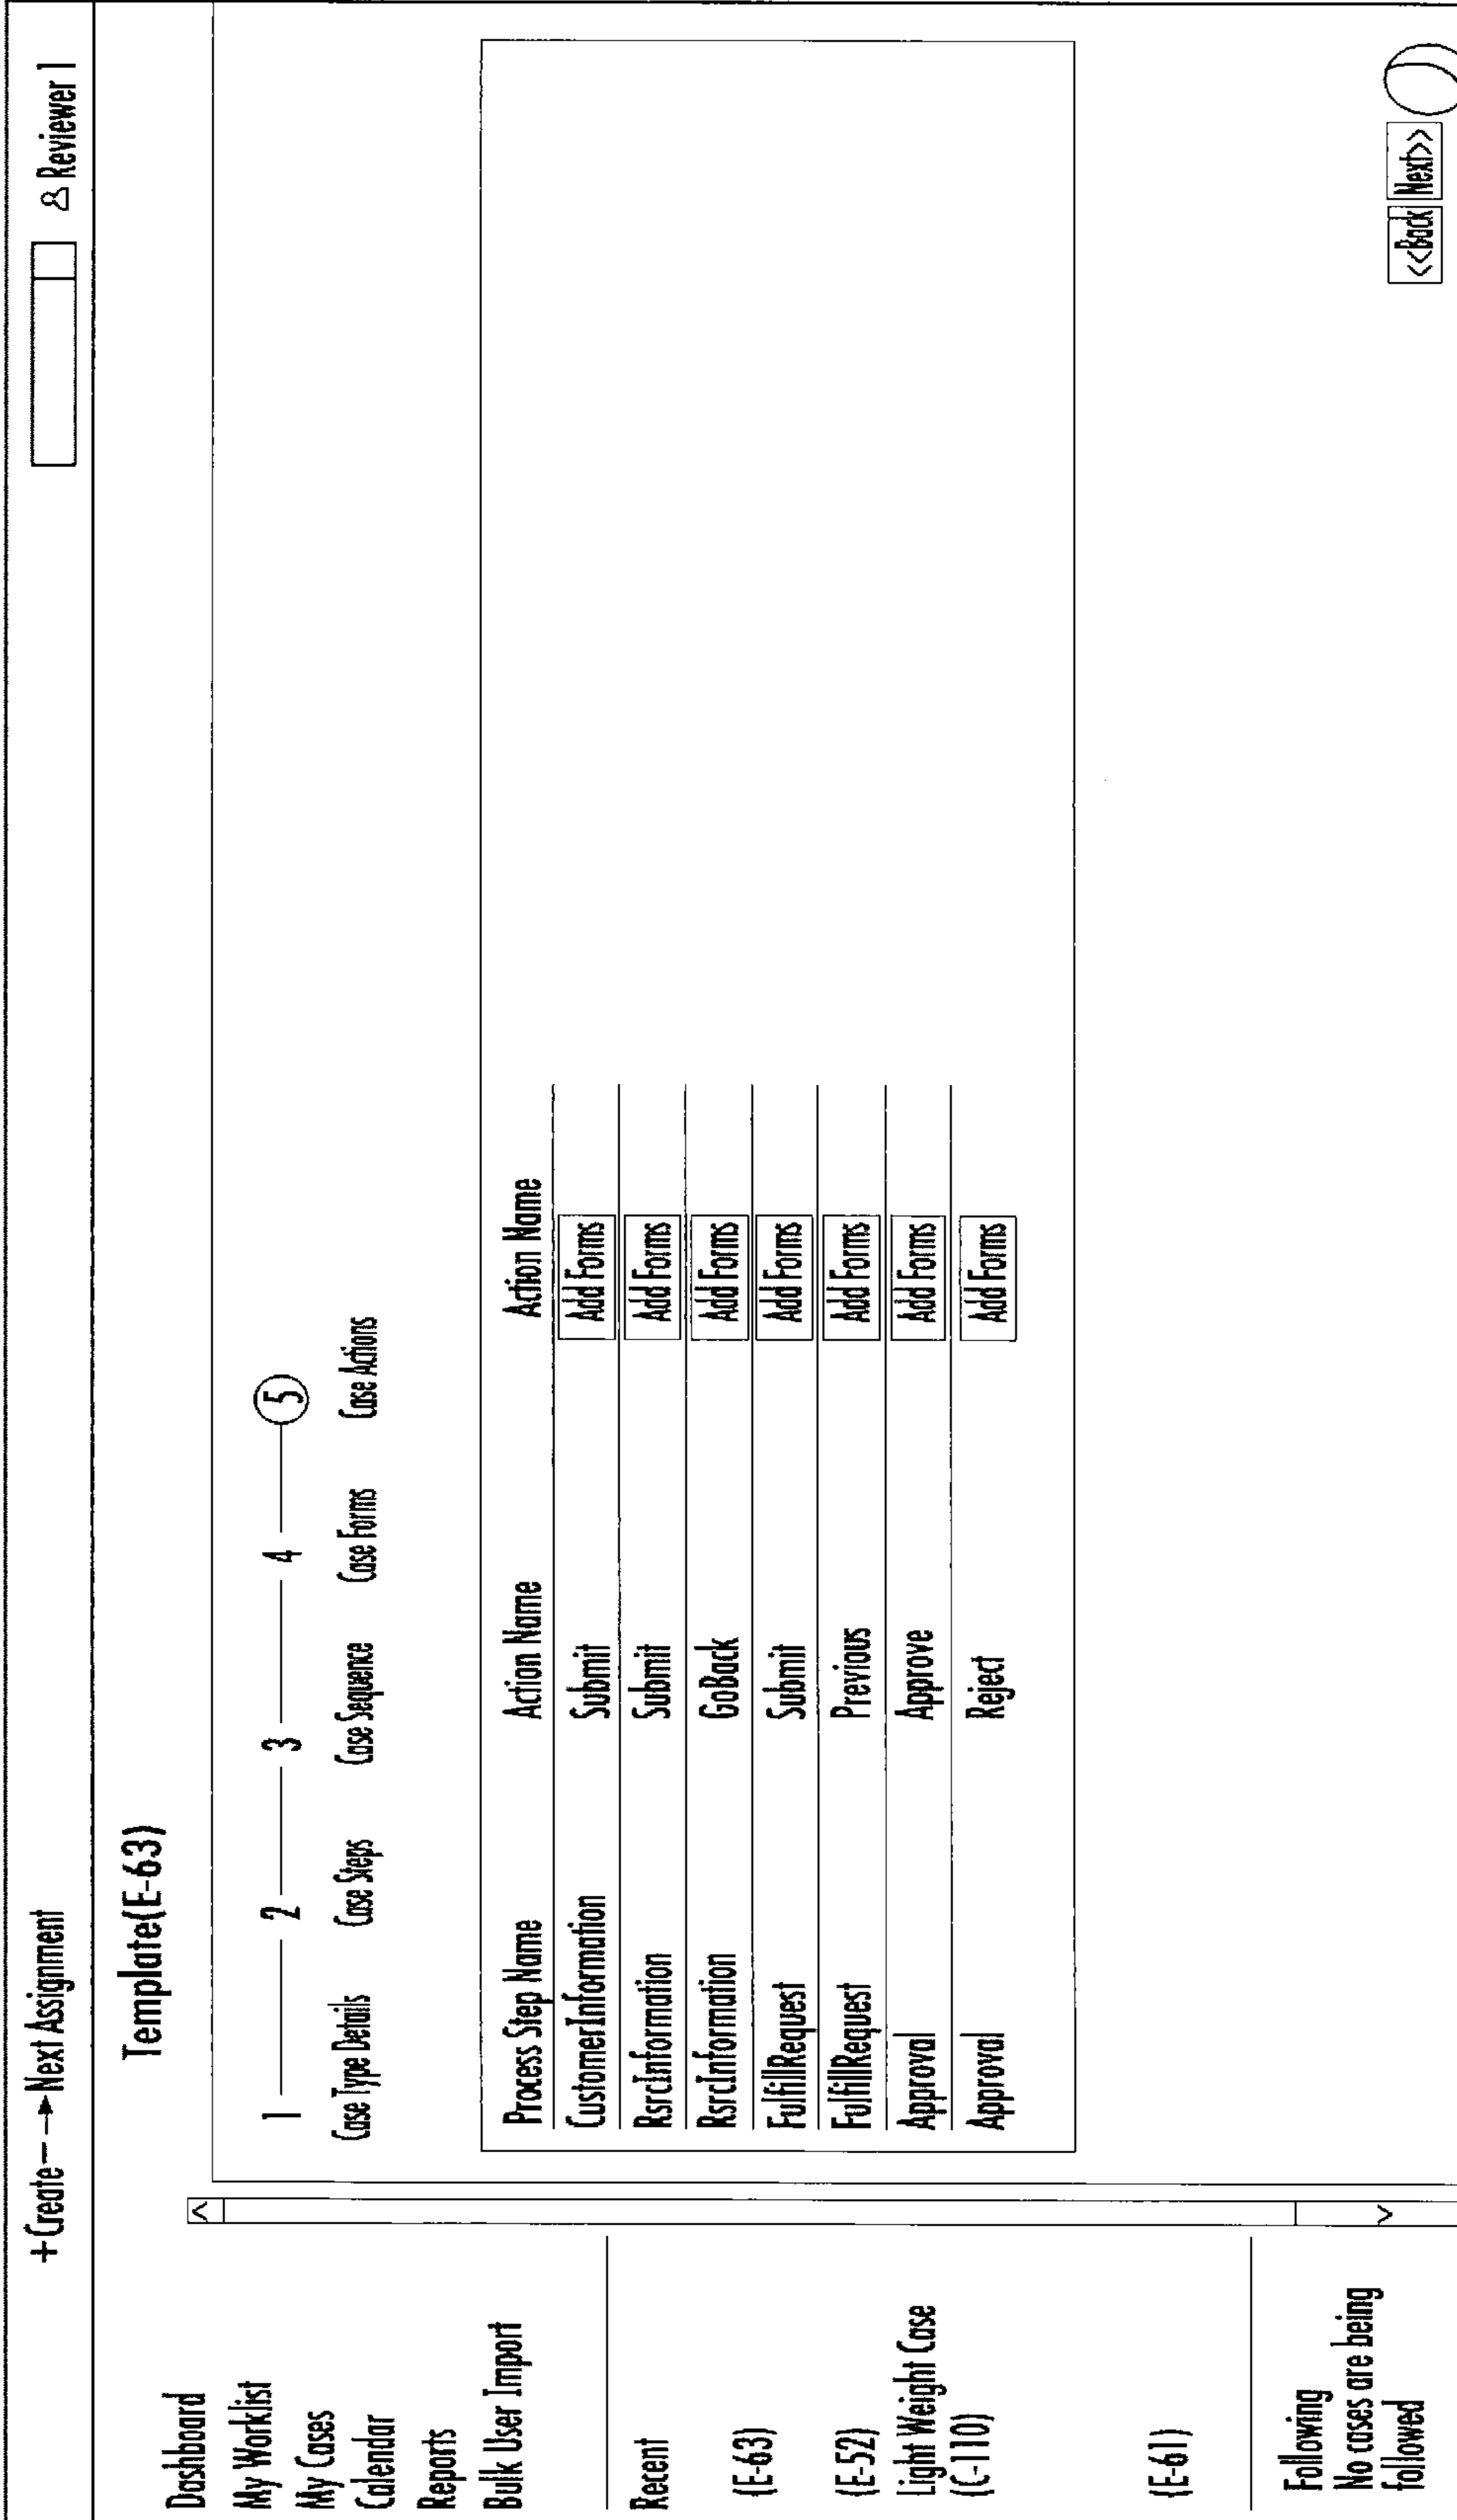 +Create Next Assignment Reviewer 1
Template(E-63)
Dashboard
My Worklist
My Cases
Calendar
Reports
Bulk User Import
Recent
(E-63)
(E-52)
Light Weight Case
(C-110)
(E-61)
Following
No cases are being
followed
1 2 3 4 5
Case Type Details Case Steps Case Sequence Case Forms Case Actions
Process Step Name Action Name Action Name
CustomerInformation Submit Add Forms
RsrcInformation Submit Add Forms
RsrcInformation GoBack Add Forms
FulfillRequest Submit Add Forms
FulfillRequest Previous Add Forms
Approval Approve Add Forms
Approval Reject Add Forms
<<Back Next>>